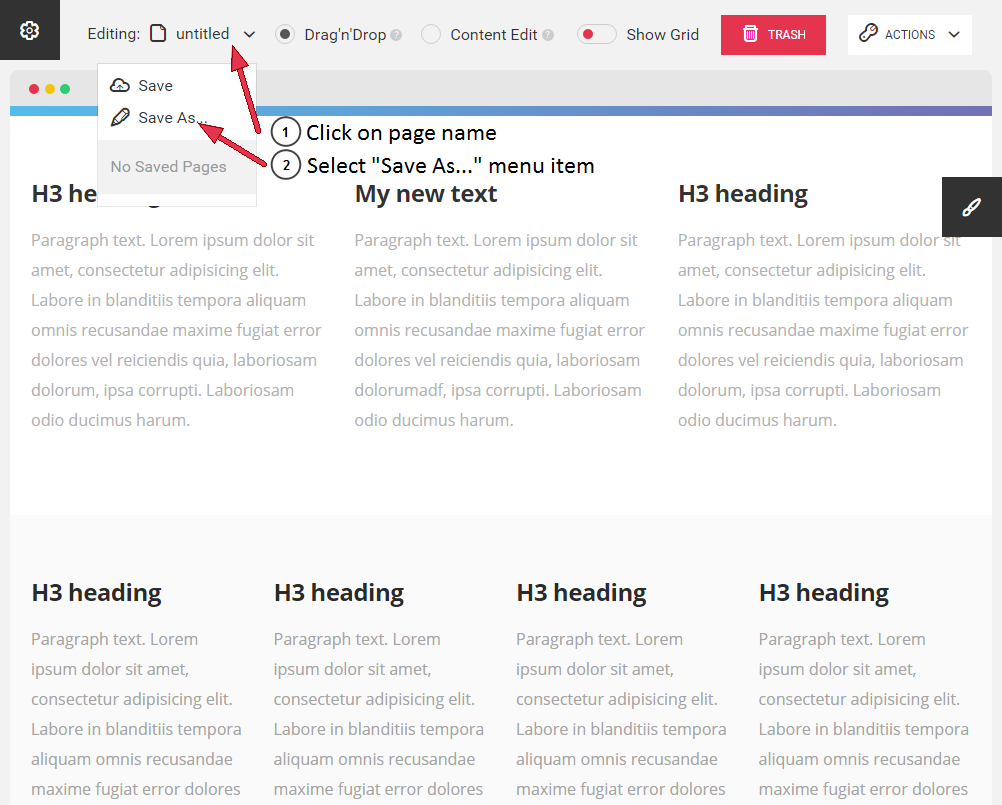 Editing: untitled Drag'n'Drop ? Content Edit ? Show Grid TRASH ACTIONS
Save
Save As...
1 Click on page name
2 Select "Save As..." menu item
No Saved Pages
H3 he
My new text
H3 heading
Paragraph text. Lorem ipsum dolor sit
amet, consectetur adipisicing elit.
Labore in blanditiis tempora aliquam
omnis recusandae maxime fugiat error
dolores vel reiciendis quia, laboriosam
dolorum, ipsa corrupti. Laboriosam
odio ducimus harum.
Paragraph text. Lorem ipsum dolor sit
amet, consectetur adipisicing elit.
Labore in blanditiis tempora aliquam
omnis recusandae maxime fugiat error
dolores vel reiciendis quia, laboriosam
dolorumadf, ipsa corrupti. Laboriosam
odio ducimus harum.
Paragraph text. Lorem ipsum dolor sit
amet, consectetur adipisicing elit.
Labore in blanditiis tempora aliquam
omnis recusandae maxime fugiat error
dolores vel reiciendis quia, laboriosam
dolorum, ipsa corrupti. Laboriosam
odio ducimus harum.
H3 heading
Paragraph text. Lorem
ipsum dolor sit amet,
consectetur adipisicing elit.
Labore in blanditiis tempora
aliquam omnis recusandae
maxime fugiat error dolores
H3 heading
Paragraph text. Lorem
ipsum dolor sit amet,
consectetur adipisicing elit.
Labore in blanditiis tempora
aliquam omnis recusandae
maxime fugiat error dolores
H3 heading
Paragraph text. Lorem
ipsum dolor sit amet,
consectetur adipisicing elit.
Labore in blanditiis tempora
aliquam omnis recusandae
maxime fugiat error dolores
H3 heading
Paragraph text. Lorem
ipsum dolor sit amet,
consectetur adipisicing elit.
Labore in blanditiis tempora
aliquam omnis recusandae
maxime fugiat error dolores